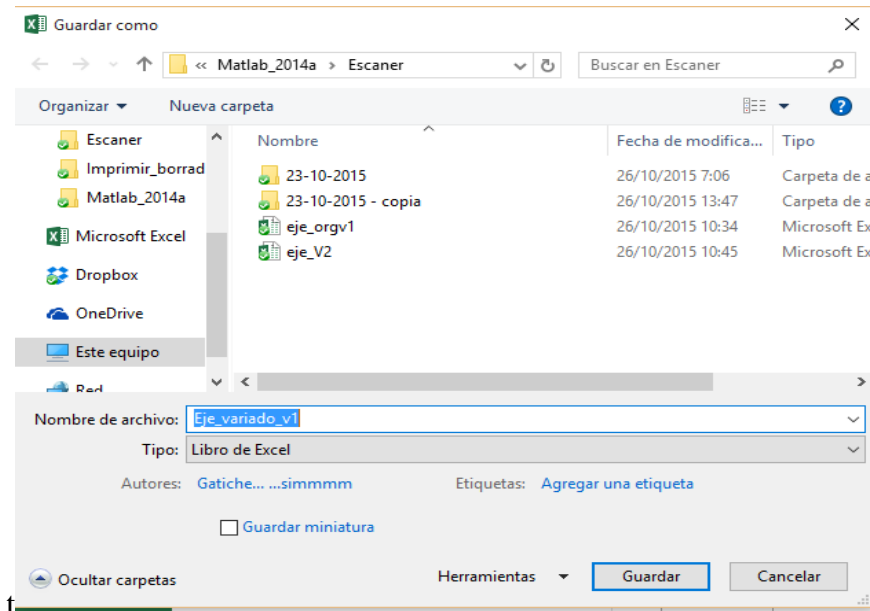 Guardar como
« Matlab_2014a › Escaner
Buscar en Escaner
Organizar
Nueva carpeta
Escaner
Imprimir_borrad
Matlab_2014a
Microsoft Excel
Dropbox
OneDrive
Este equipo
Red
Nombre Fecha de modifica... Tipo
23-10-2015 26/10/2015 7:06 Carpeta de a
23-10-2015 - copia 26/10/2015 13:47 Carpeta de a
eje_orgv1 26/10/2015 10:34 Microsoft Ex
eje_V2 26/10/2015 10:45 Microsoft Ex
Nombre de archivo: Eje_variado_v1
Tipo: Libro de Excel
Autores: Gatiche... ...simmmm Etiquetas: Agregar una etiqueta
Guardar miniatura
Ocultar carpetas Herramientas Guardar Cancelar
t